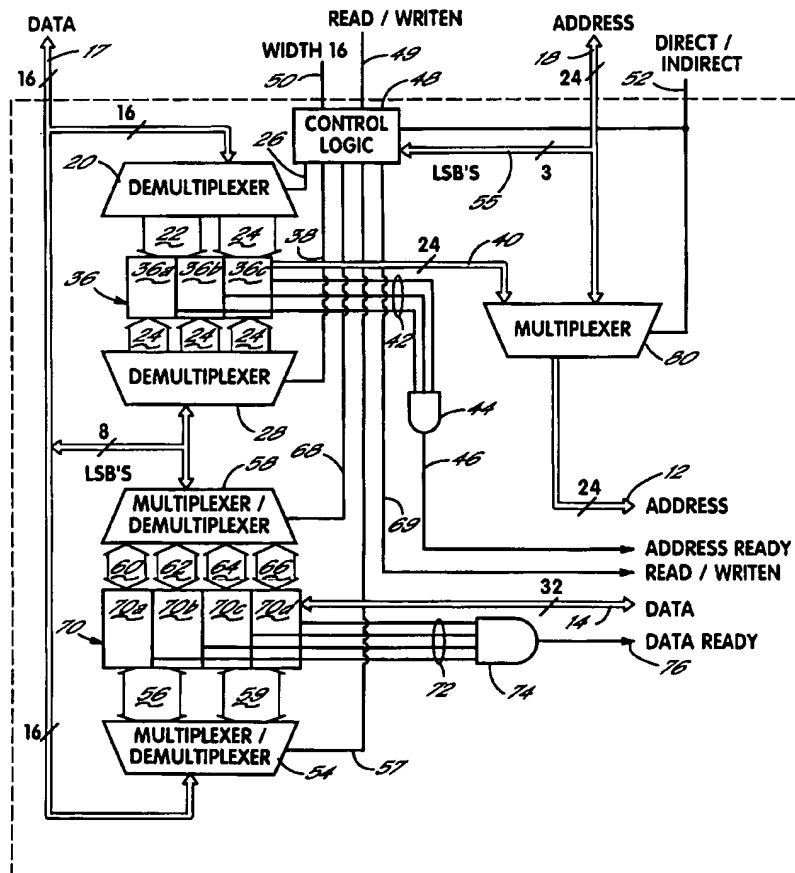 DATA
17
16
READ / WRITEN
WIDTH 16
49
50
48
ADDRESS
18
24
DIRECT /
INDIRECT
52
16
CONTROL
LOGIC
26
LSB'S
3
55
20
DEMULTIPLEXER
22
24
38
24
40
36
36a
36b
36c
42
MULTIPLEXER
80
24
24
24
DEMULTIPLEXER
28
44
46
8
LSB'S
58
68
MULTIPLEXER /
DEMULTIPLEXER
69
24
12
ADDRESS
60
62
64
66
ADDRESS READY
READ / WRITEN
70
70a
70b
70c
70d
32
14
DATA
72
74
DATA READY
76
56
59
16
MULTIPLEXER /
DEMULTIPLEXER
54
57